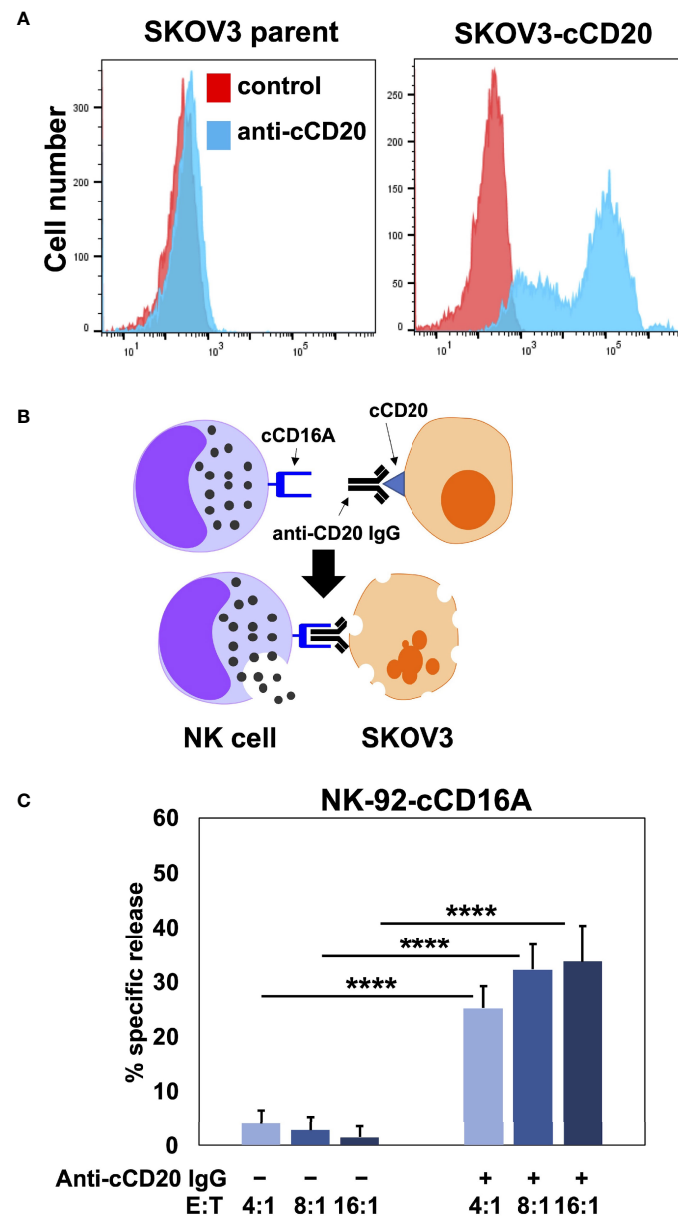 A
SKOV3 parent
SKOV3-cCD20
control
anti-cCD20
Cell number
300
200
100
0
10¹ 10³ 10⁵
250
200
150
100
50
0
10¹ 10³ 10⁵
B
cCD20
cCD16A
anti-CD20 IgG
NK cell SKOV3
C
NK-92-cCD16A
% specific release
60
50
40
30
20
10
0
****
****
****
Anti-cCD20 IgG – – – + + +
E:T 4:1 8:1 16:1 4:1 8:1 16:1